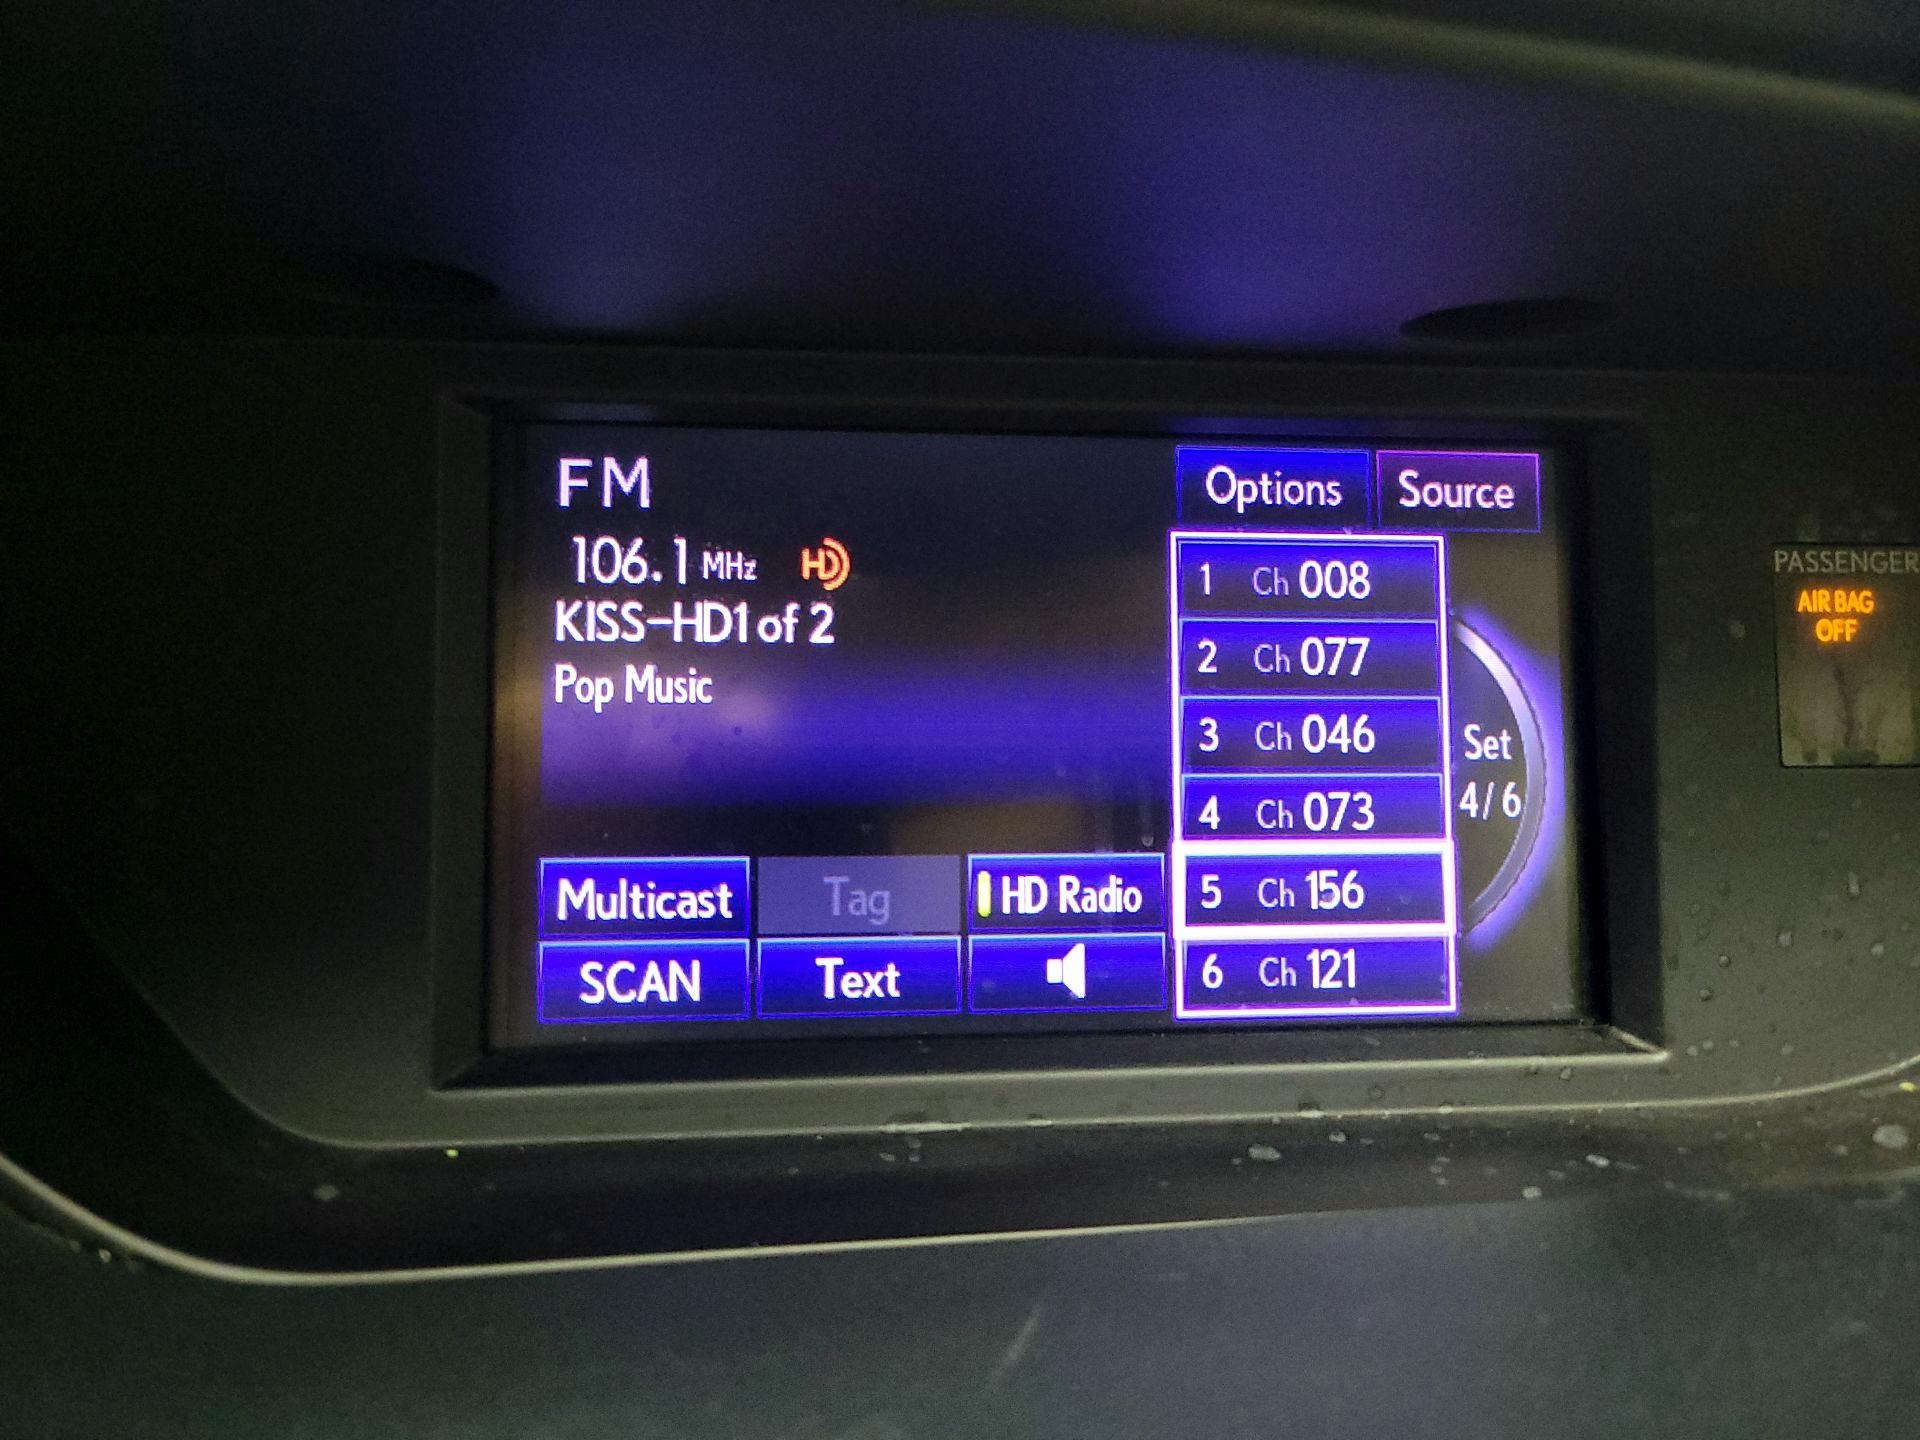 FM
106.1 MHz HD
KISS-HD1 of 2
Pop Music
Multicast
Tag
HD Radio
SCAN
Text
Options
Source
1 Ch 008
2 Ch 077
3 Ch 046
4 Ch 073
5 Ch 156
6 Ch 121
Set
4/6
PASSENGER
AIR BAG
OFF